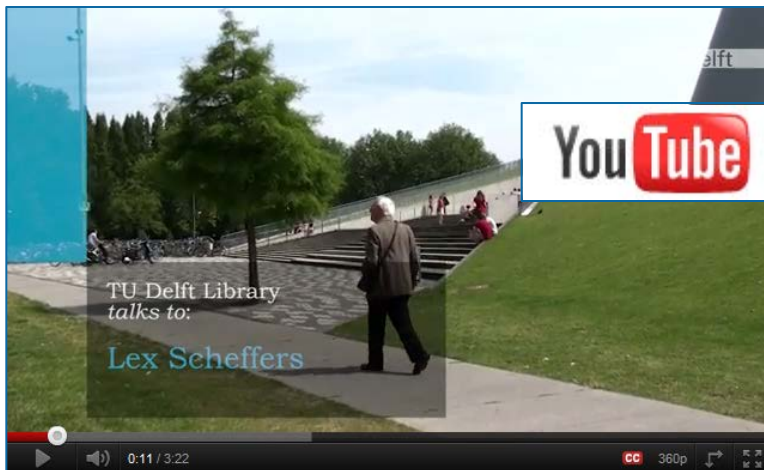 elft
YouTube
TU Delft Library
talks to:
Lex Scheffers
0:11 / 3:22
CC
360p